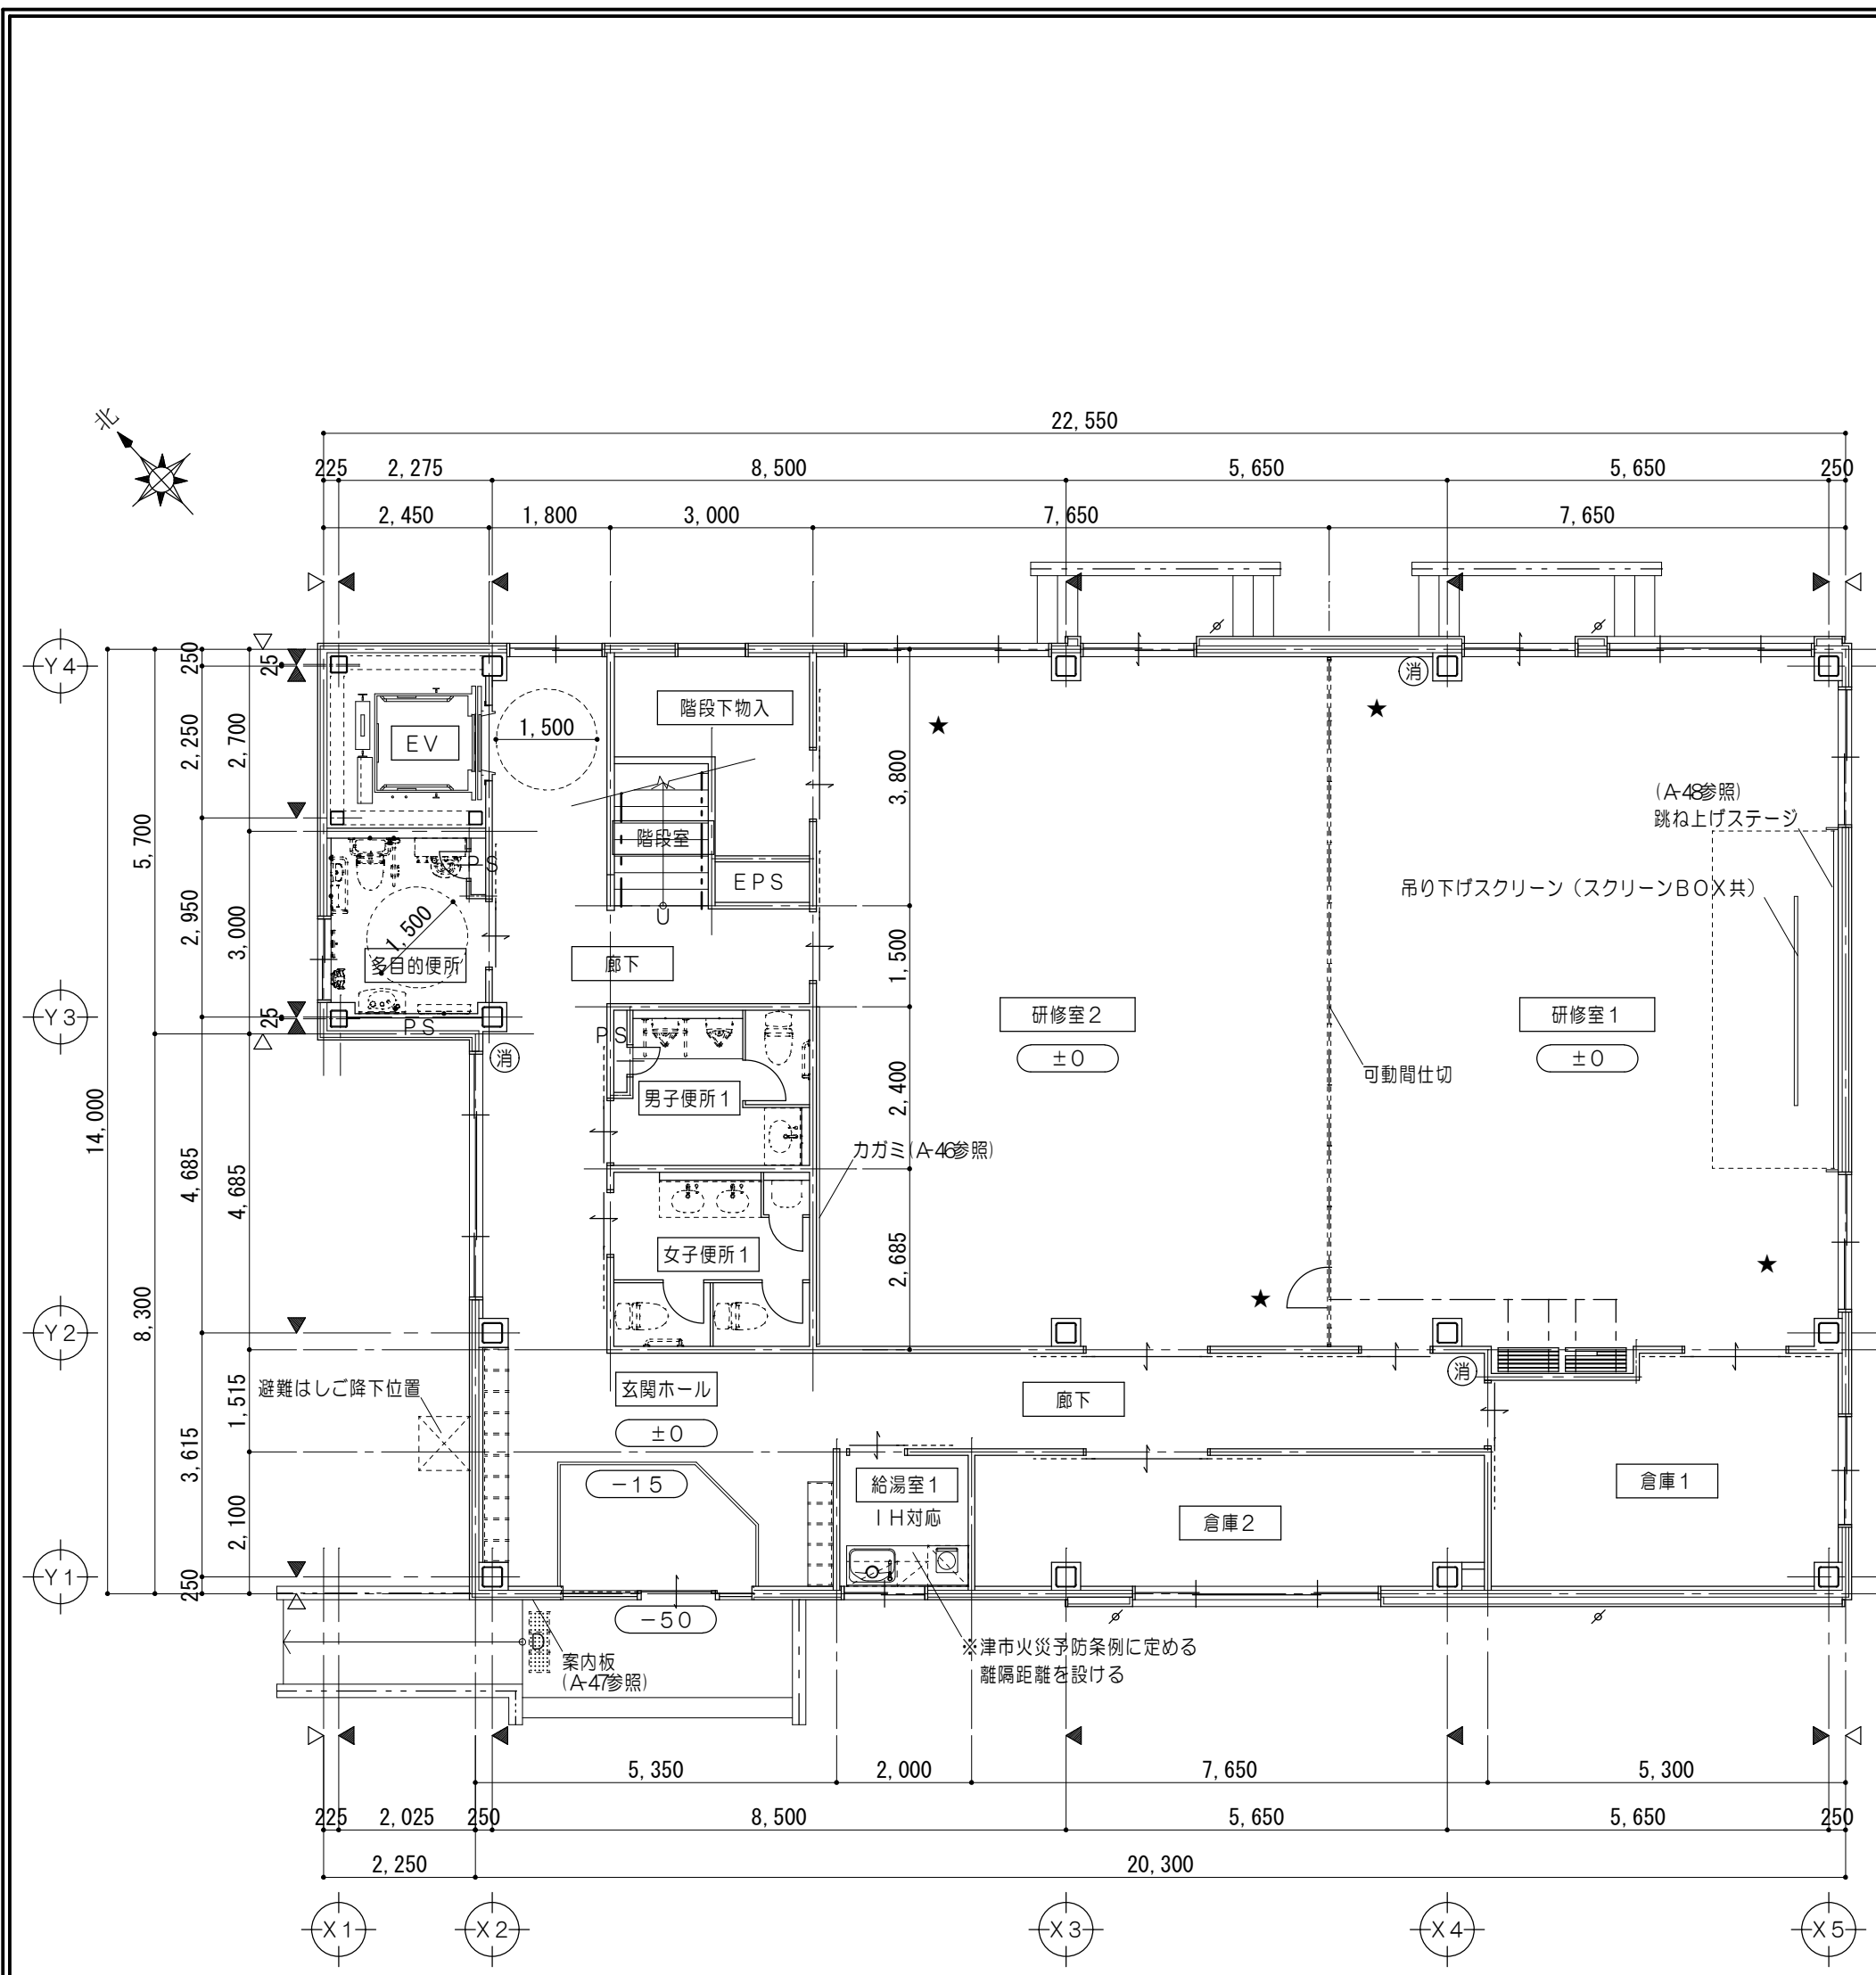 北
22,550
225 2,275 8,500 5,650 5,650 250
2,450 1,800 3,000 7,650 7,650
Y4
250
25
2,250
2,700
5,700
2,950
3,000
Y3
25
14,000
4,685
4,685
8,300
Y2
1,515
3,615
2,100
Y1
250
EV
1,500
階段下物入
消
★
★
3,800
(A-48参照)
跳ね上げステージ
階段室
PS
EPS
吊り下げスクリーン(スクリーンBOX共)
1,500
U
多目的便所
廊下
1,500
研修室2
±0
研修室1
±0
PS
PS
消
可動間仕切
男子便所1
2,400
カガミ(A-46参照)
女子便所1
2,685
★
★
避難はしご降下位置
玄関ホール
±0
廊下
消
-15
給湯室1
IH対応
倉庫2
倉庫1
-50
案内板
(A-47参照)
※津市火災予防条例に定める
離隔距離を設ける
5,350 2,000 7,650 5,300
225 2,025 250 8,500 5,650 5,650 250
2,250 20,300
X1 X2 X3 X4 X5